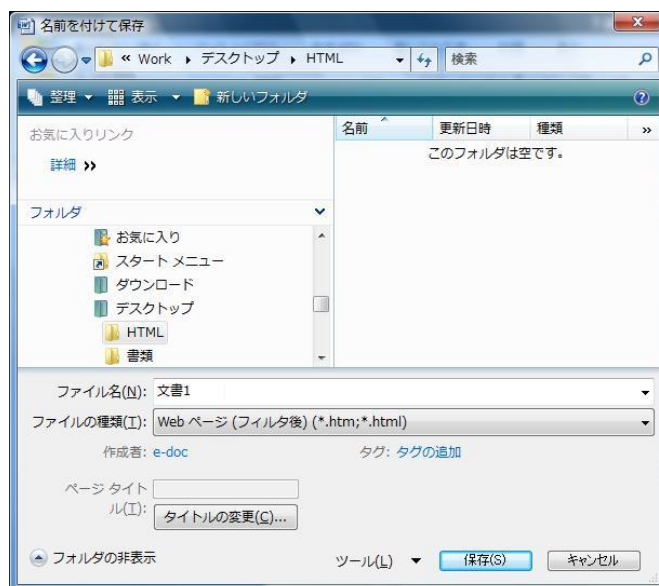 名前を付けて保存
« Work ▸ デスクトップ ▸ HTML 検索
整理 表示 新しいフォルダ
お気に入りリンク
詳細 »
フォルダ
お気に入り
スタート メニュー
ダウンロード
デスクトップ
HTML
書類
名前 更新日時 種類 »
このフォルダは空です。
ファイル名(N): 文書1
ファイルの種類(T): Web ページ (フィルタ後) (*.htm;*.html)
作成者: e-doc タグ: タグの追加
ページ タイト
ル(I):
タイトルの変更(C)...
フォルダの非表示 ツール(L) 保存(S) キャンセル